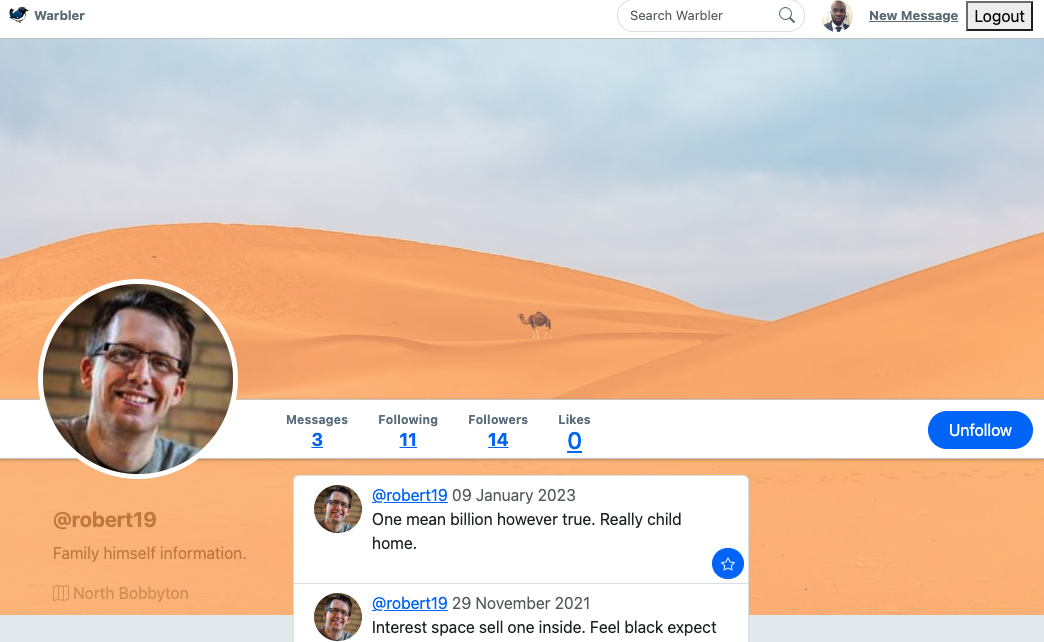 Warbler
Search Warbler
New Message
Logout
Messages
3
Following
11
Followers
14
Likes
0
Unfollow
@robert19
Family himself information.
North Bobbyton
@robert19 09 January 2023
One mean billion however true. Really child
home.
@robert19 29 November 2021
Interest space sell one inside. Feel black expect